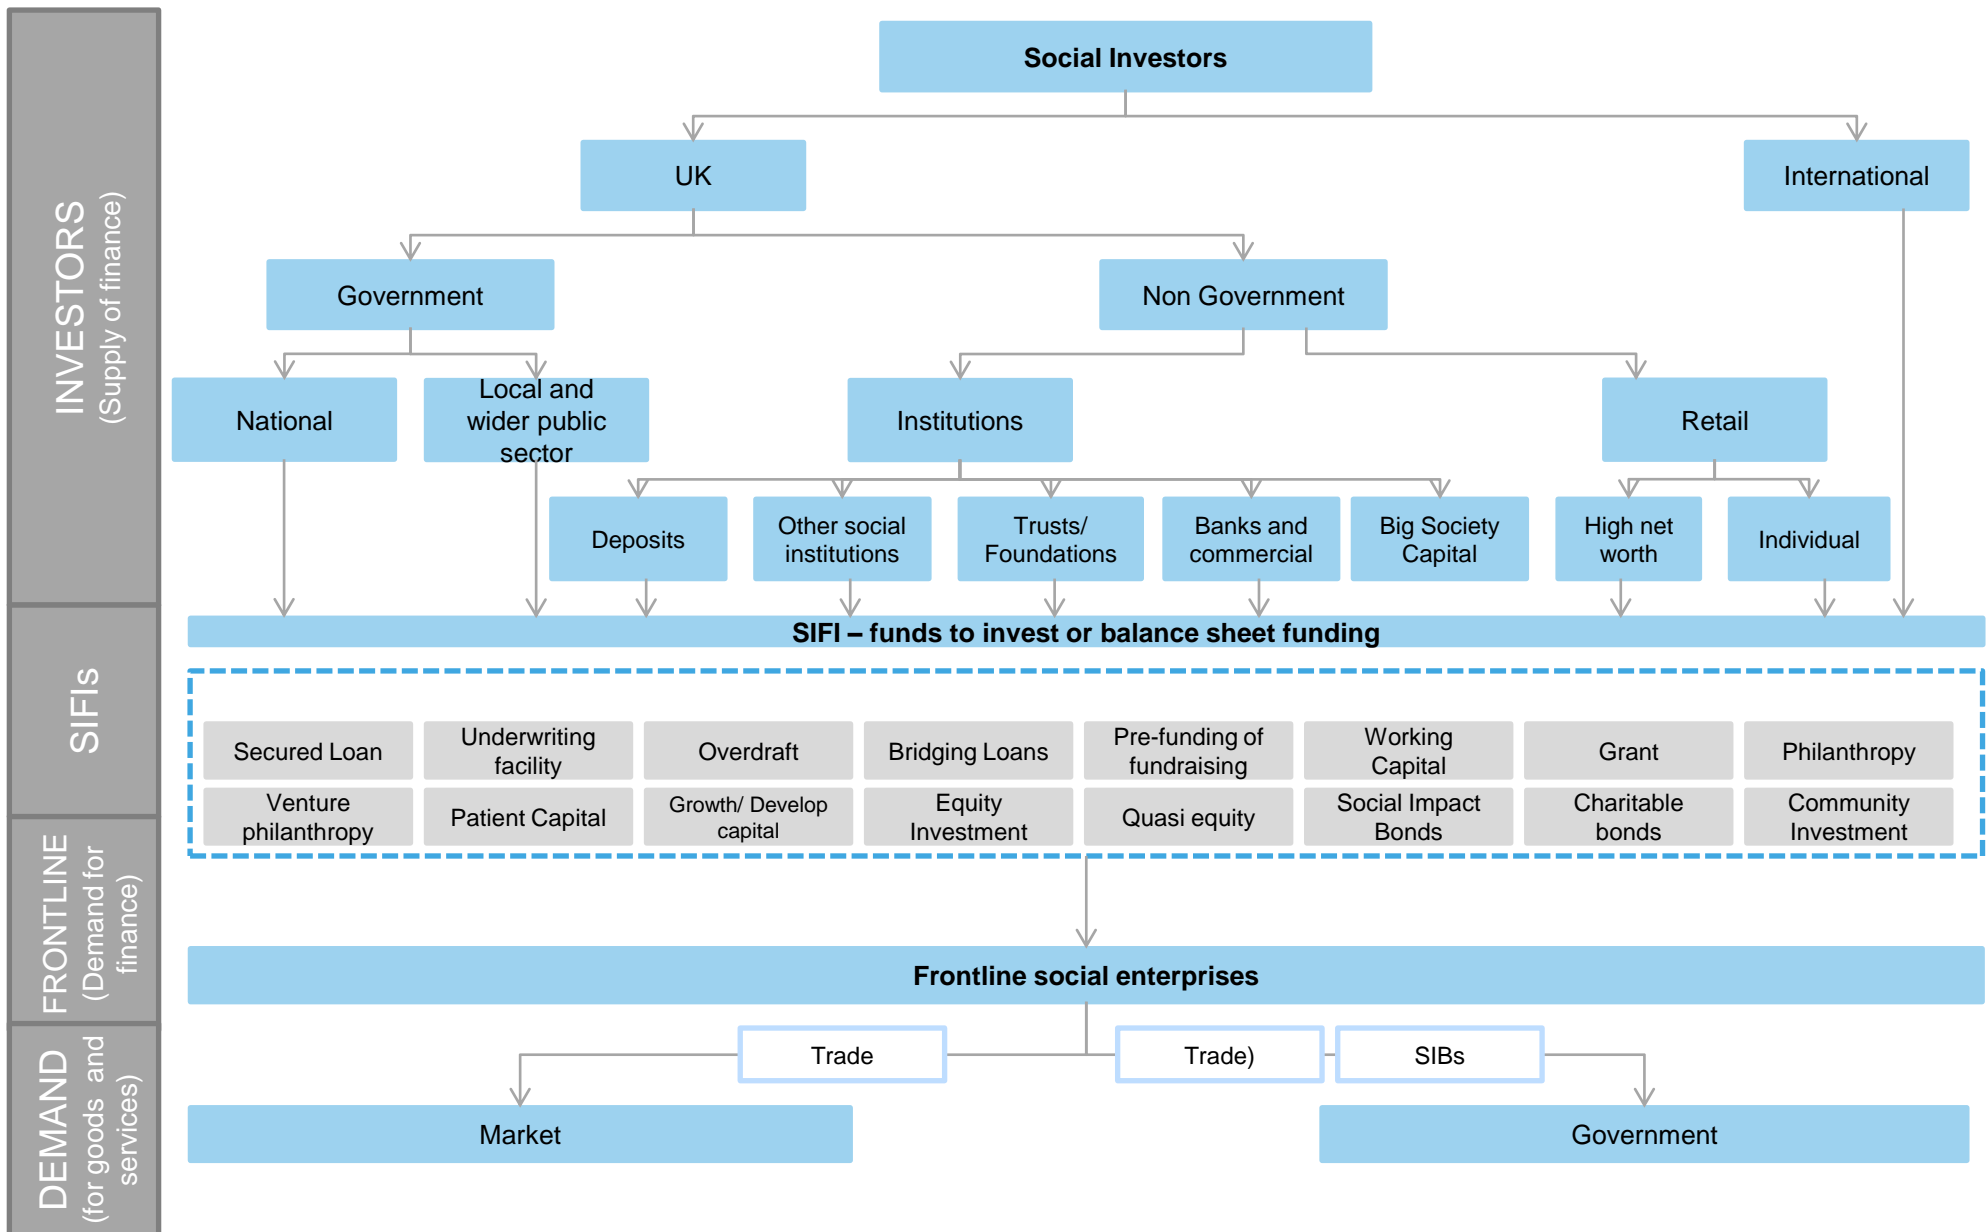 Social Investors
UK
International
Government
Non Government
National
Local and
wider public
sector
Institutions
Retail
Deposits
Other social
institutions
Trusts/
Foundations
Banks and
commercial
Big Society
Capital
High net
worth
Individual
INVESTORS
(Supply of finance)
SIFI – funds to invest or balance sheet funding
SIFIs
Secured Loan
Underwriting
facility
Overdraft
Bridging Loans
Pre-funding of
fundraising
Working
Capital
Grant
Philanthropy
Venture
philanthropy
Patient Capital
Growth/ Develop
capital
Equity
Investment
Quasi equity
Social Impact
Bonds
Charitable
bonds
Community
Investment
FRONTLINE
(Demand for
finance)
Frontline social enterprises
DEMAND
(for goods and
services)
Trade
Trade)
SIBs
Market
Government